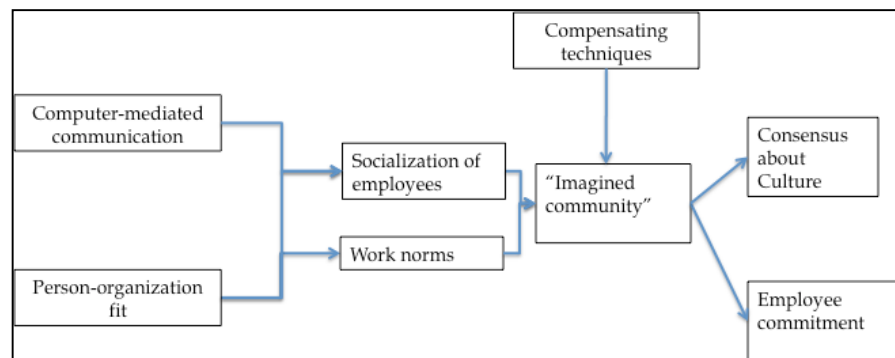 Compensating
techniques
Computer-mediated
communication
Socialization of
employees
Work norms
Person-organization
fit
“Imagined
community”
Consensus
about
Culture
Employee
commitment